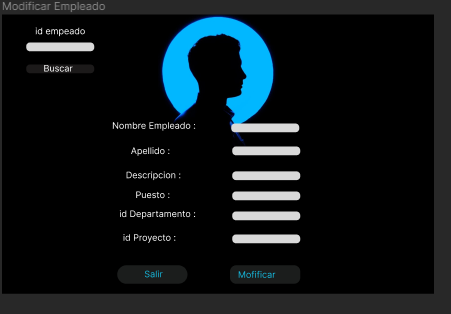 Modificar Empleado
id empeado
Buscar
Nombre Empleado :
Apellido :
Descripcion :
Puesto :
id Departamento :
id Proyecto :
Salir
Mofificar